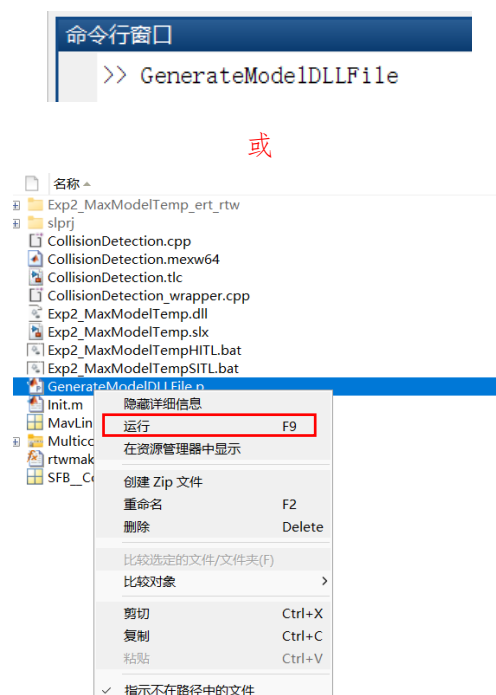 命令行窗口
>> GenerateModelDLLFile
或
名称
Exp2_MaxModelTemp_ert_rtw
slprj
CollisionDetection.cpp
CollisionDetection.mexw64
CollisionDetection.tlc
CollisionDetection_wrapper.cpp
Exp2_MaxModelTemp.dll
Exp2_MaxModelTemp.slx
Exp2_MaxModelTempHITL.bat
Exp2_MaxModelTempSITL.bat
GenerateModelDLLFile.p
Init.m
MavLin
Multicc
rtwmak
SFB__Co
隐藏详细信息
运行 F9
在资源管理器中显示
创建 Zip 文件
重命名 F2
删除 Delete
比较选定的文件/文件夹(F)
比较对象 >
剪切 Ctrl+X
复制 Ctrl+C
粘贴 Ctrl+V
✓ 指示不在路径中的文件